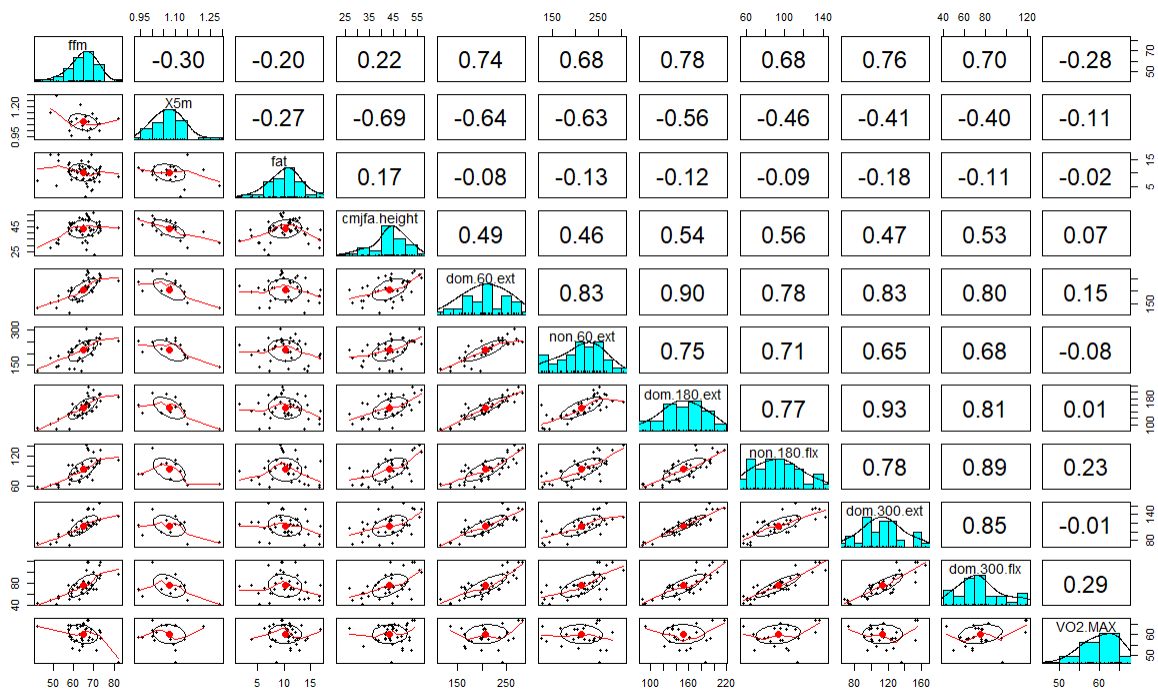 25 35 45 55
0.95 1.10 1.25
150 250
60 100 140
40 60 80 120
ffm -0.30 -0.20 0.22 0.74 0.68 0.78 0.68 0.76 0.70 -0.28
50 70
0.95 1.20
X5m -0.27 -0.69 -0.64 -0.63 -0.56 -0.46 -0.41 -0.40 -0.11
fat 0.17 -0.08 -0.13 -0.12 -0.09 -0.18 -0.11 -0.02
5 15
25 45
cmjfa.height 0.49 0.46 0.54 0.56 0.47 0.53 0.07
dom.60.ext 0.83 0.90 0.78 0.83 0.80 0.15
150
150 300
non.60.ext 0.75 0.71 0.65 0.68 -0.08
dom.180.ext 0.77 0.93 0.81 0.01
100 180
60 120
non.180.flx 0.78 0.89 0.23
dom.300.ext 0.85 -0.01
80 140
40 80
dom.300.flx 0.29
VO2.MAX
50 60
50 60 70 80
5 10 15
150 250
100 160 220
80 120 160
50 60